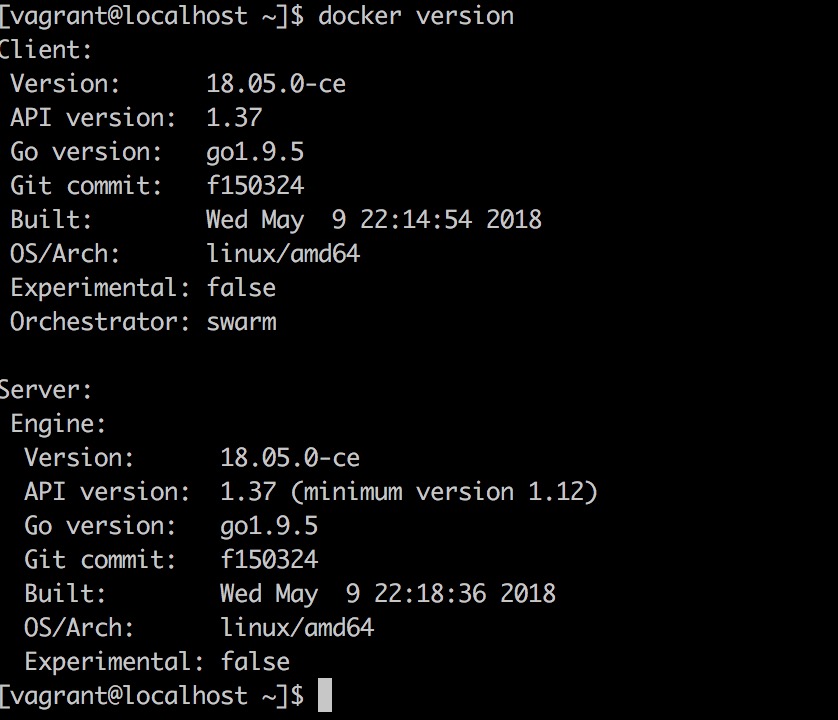 [vagrant@localhost ~]$ docker version
Client:
 Version:      18.05.0-ce
 API version:  1.37
 Go version:   go1.9.5
 Git commit:   f150324
 Built:        Wed May  9 22:14:54 2018
 OS/Arch:      linux/amd64
 Experimental: false
 Orchestrator: swarm

Server:
 Engine:
  Version:      18.05.0-ce
  API version:  1.37 (minimum version 1.12)
  Go version:   go1.9.5
  Git commit:   f150324
  Built:        Wed May  9 22:18:36 2018
  OS/Arch:      linux/amd64
  Experimental: false
[vagrant@localhost ~]$